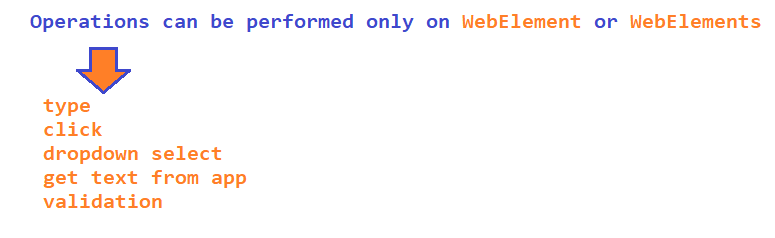 Operations can be performed only on WebElement or WebElements
type
click
dropdown select
get text from app
validation